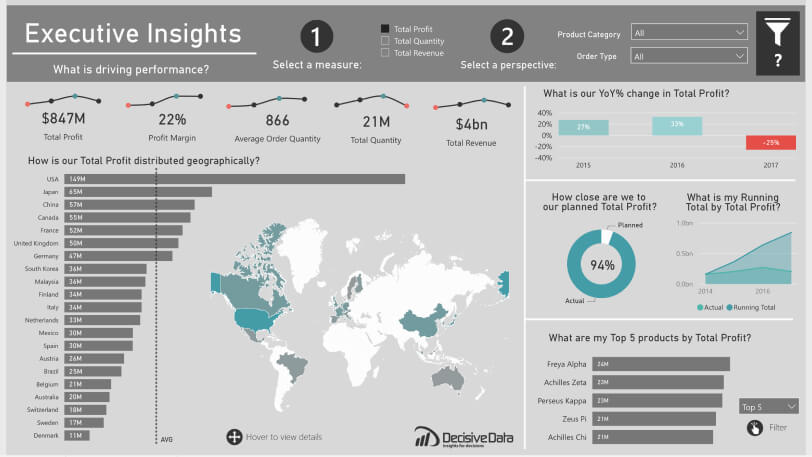 Executive Insights
What is driving performance?
1
Select a measure:
Total Profit
Total Quantity
Total Revenue
2
Select a perspective:
Product Category
All
Order Type
All
?
$847M
Total Profit
22%
Profit Margin
866
Average Order Quantity
21M
Total Quantity
$4bn
Total Revenue
How is our Total Profit distributed geographically?
USA 149M
Japan 65M
China 57M
Canada 55M
France 52M
United Kingdom 50M
Germany 47M
South Korea 36M
Malaysia 36M
Finland 34M
Italy 34M
Netherlands 33M
Mexico 30M
Spain 30M
Austria 26M
Brazil 25M
Belgium 21M
Australia 20M
Switzerland 18M
Sweden 17M
Denmark 11M
AVG
Hover to view details
DecisiveData
Insights for decisions
What is our YoY% change in Total Profit?
40%
20%
0%
-20%
-40%
27%
33%
-25%
2015
2016
2017
How close are we to
our planned Total Profit?
Planned
94%
Actual
What is my Running
Total by Total Profit?
1.0bn
0.5bn
0.0bn
2014
2016
Actual
Running Total
What are my Top 5 products by Total Profit?
Freya Alpha 24M
Achilles Zeta 23M
Perseus Kappa 23M
Zeus Pi 21M
Achilles Chi 21M
Top 5
Filter